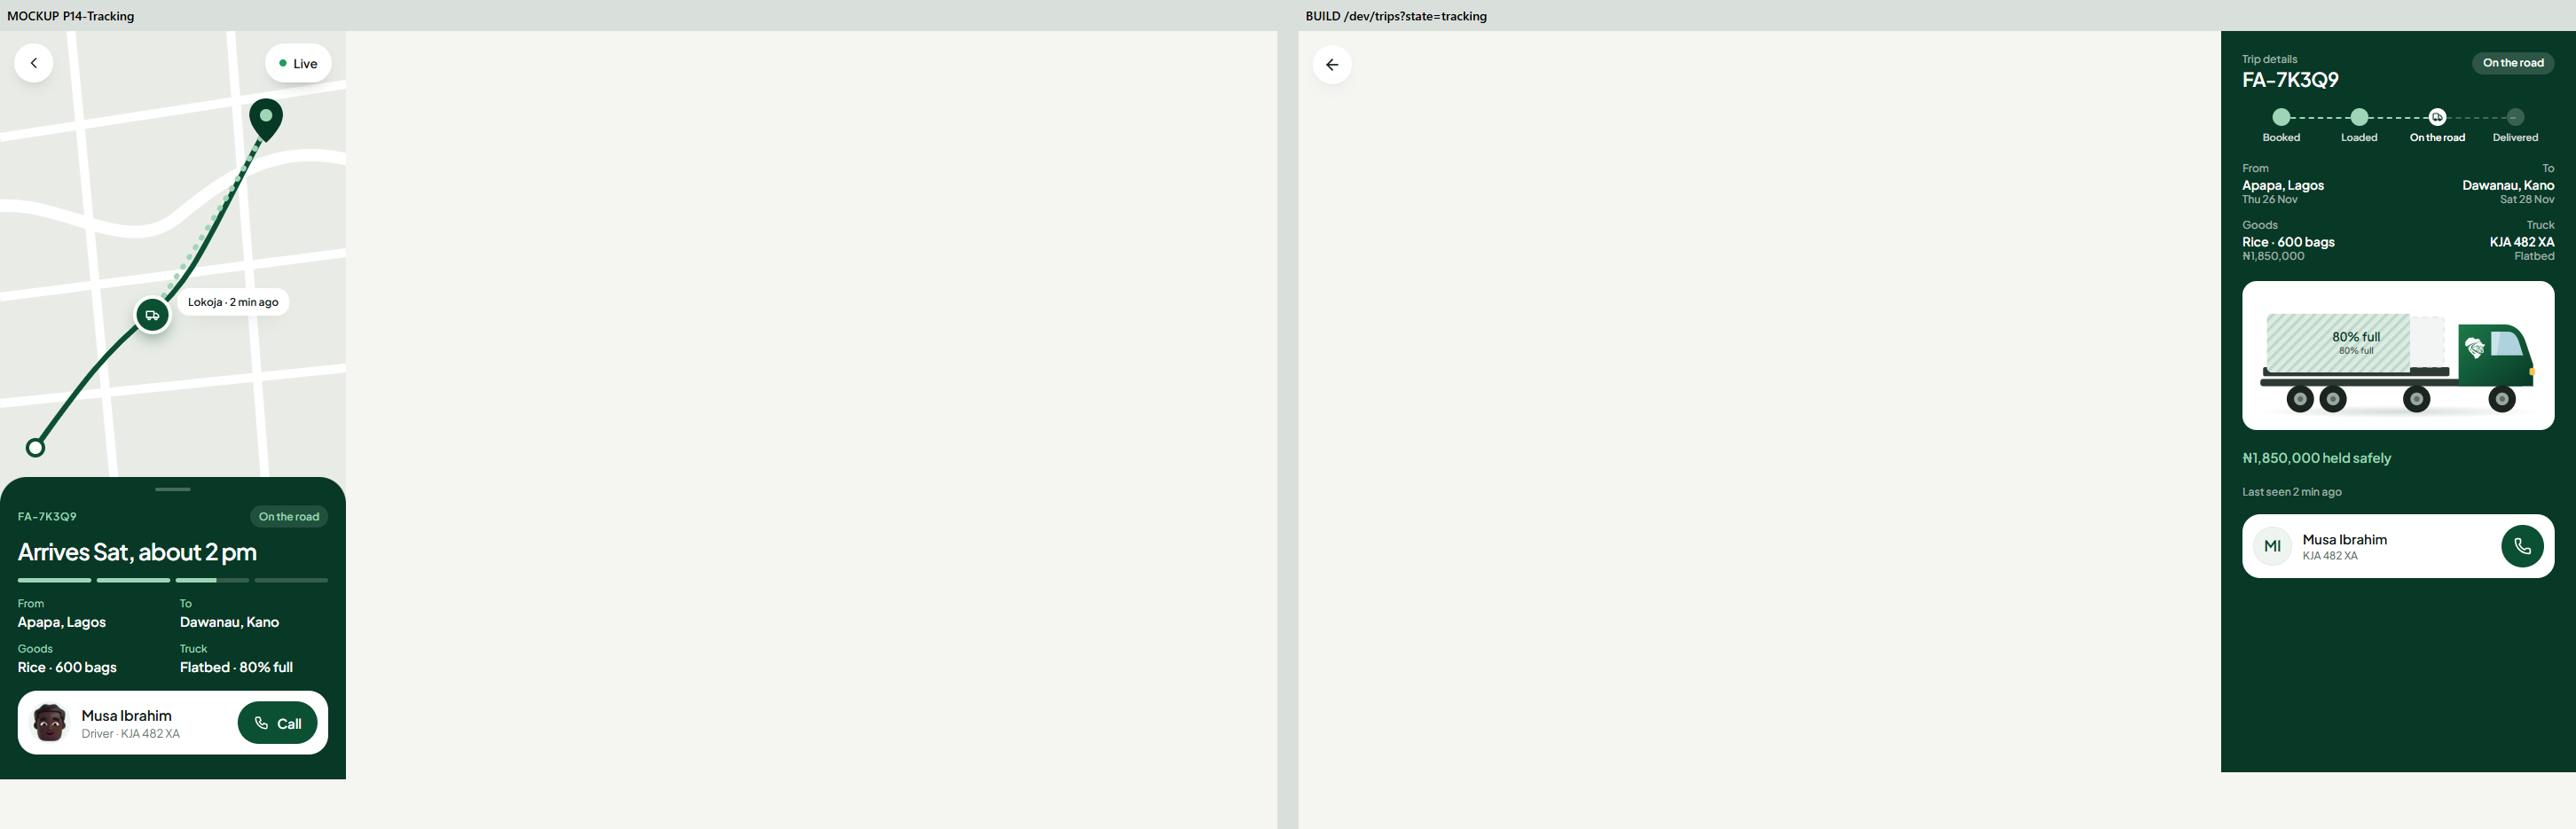 MOCKUP P14-Tracking
Live
Lokoja · 2 min ago
FA-7K3Q9
On the road
Arrives Sat, about 2 pm
From
To
Apapa, Lagos
Dawanau, Kano
Goods
Truck
Rice · 600 bags
Flatbed · 80% full
Musa Ibrahim
Driver · KJA 482 XA
Call
BUILD /dev/trips?state=tracking
Trip details
On the road
FA-7K3Q9
Booked
Loaded
On the road
Delivered
From
To
Apapa, Lagos
Dawanau, Kano
Thu 26 Nov
Sat 28 Nov
Goods
Truck
Rice · 600 bags
KJA 482 XA
₦1,850,000
Flatbed
80% full
80% full
₦1,850,000 held safely
Last seen 2 min ago
MI
Musa Ibrahim
KJA 482 XA